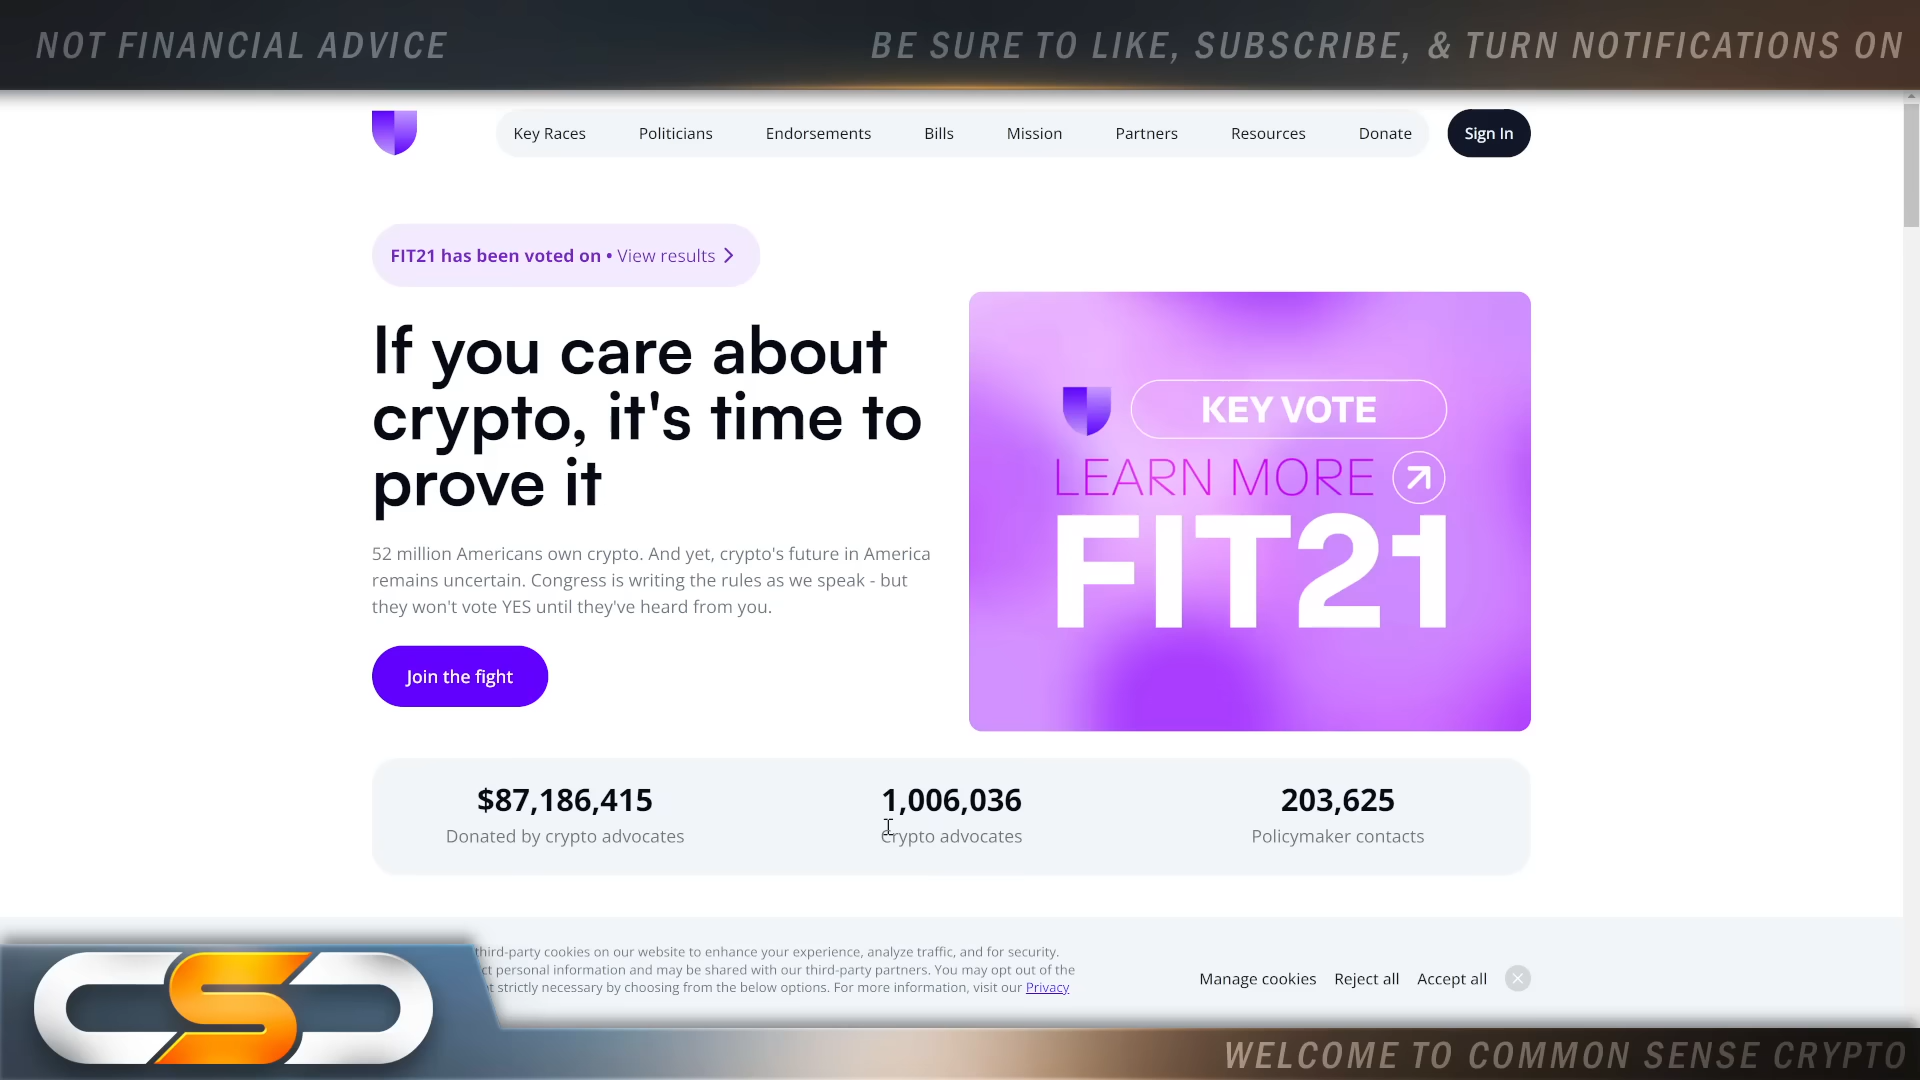 NOT FINANCIAL ADVICE
BE SURE TO LIKE, SUBSCRIBE, & TURN NOTIFICATIONS ON
Key Races
Politicians
Endorsements
Bills
Mission
Partners
Resources
Donate
Sign In
FIT21 has been voted on • View results
If you care about
crypto, it's time to
prove it
52 million Americans own crypto. And yet, crypto's future in America
remains uncertain. Congress is writing the rules as we speak - but
they won't vote YES until they've heard from you.
Join the fight
KEY VOTE
LEARN MORE
FIT21
$87,186,415
Donated by crypto advocates
1,006,036
Crypto advocates
203,625
Policymaker contacts
third-party cookies on our website to enhance your experience, analyze traffic, and for security.
personal information and may be shared with our third-party partners. You may opt out of the
strictly necessary by choosing from the below options. For more information, visit our Privacy
Manage cookies
Reject all
Accept all
CSC
WELCOME TO COMMON SENSE CRYPTO